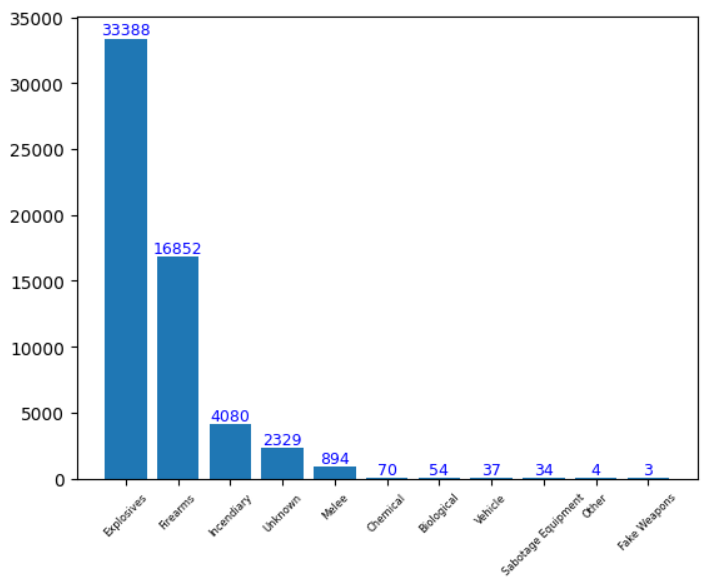 35000
30000
25000
20000
15000
10000
5000
0
33388
16852
4080
2329
894
70
54
37
34
4
3
Explosives
Firearms
Incendiary
Unknown
Melee
Chemical
Biological
Vehicle
Sabotage Equipment
Other
Fake Weapons